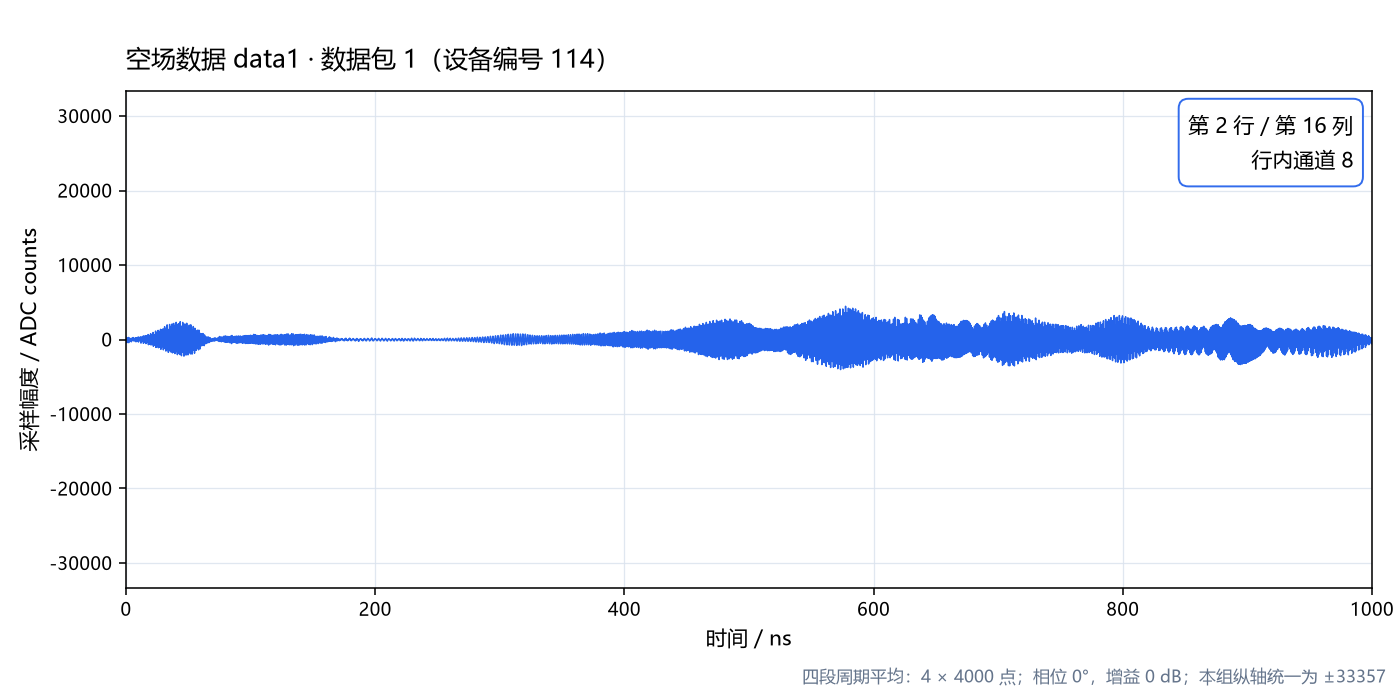 空场数据 data1 · 数据包 1（设备编号 114）
第 2 行 / 第 16 列
行内通道 8
30000
20000
10000
0
-10000
-20000
-30000
采样幅度 / ADC counts
0 200 400 600 800 1000
时间 / ns
四段周期平均：4 × 4000 点；相位 0°，增益 0 dB；本组纵轴统一为 ±33357